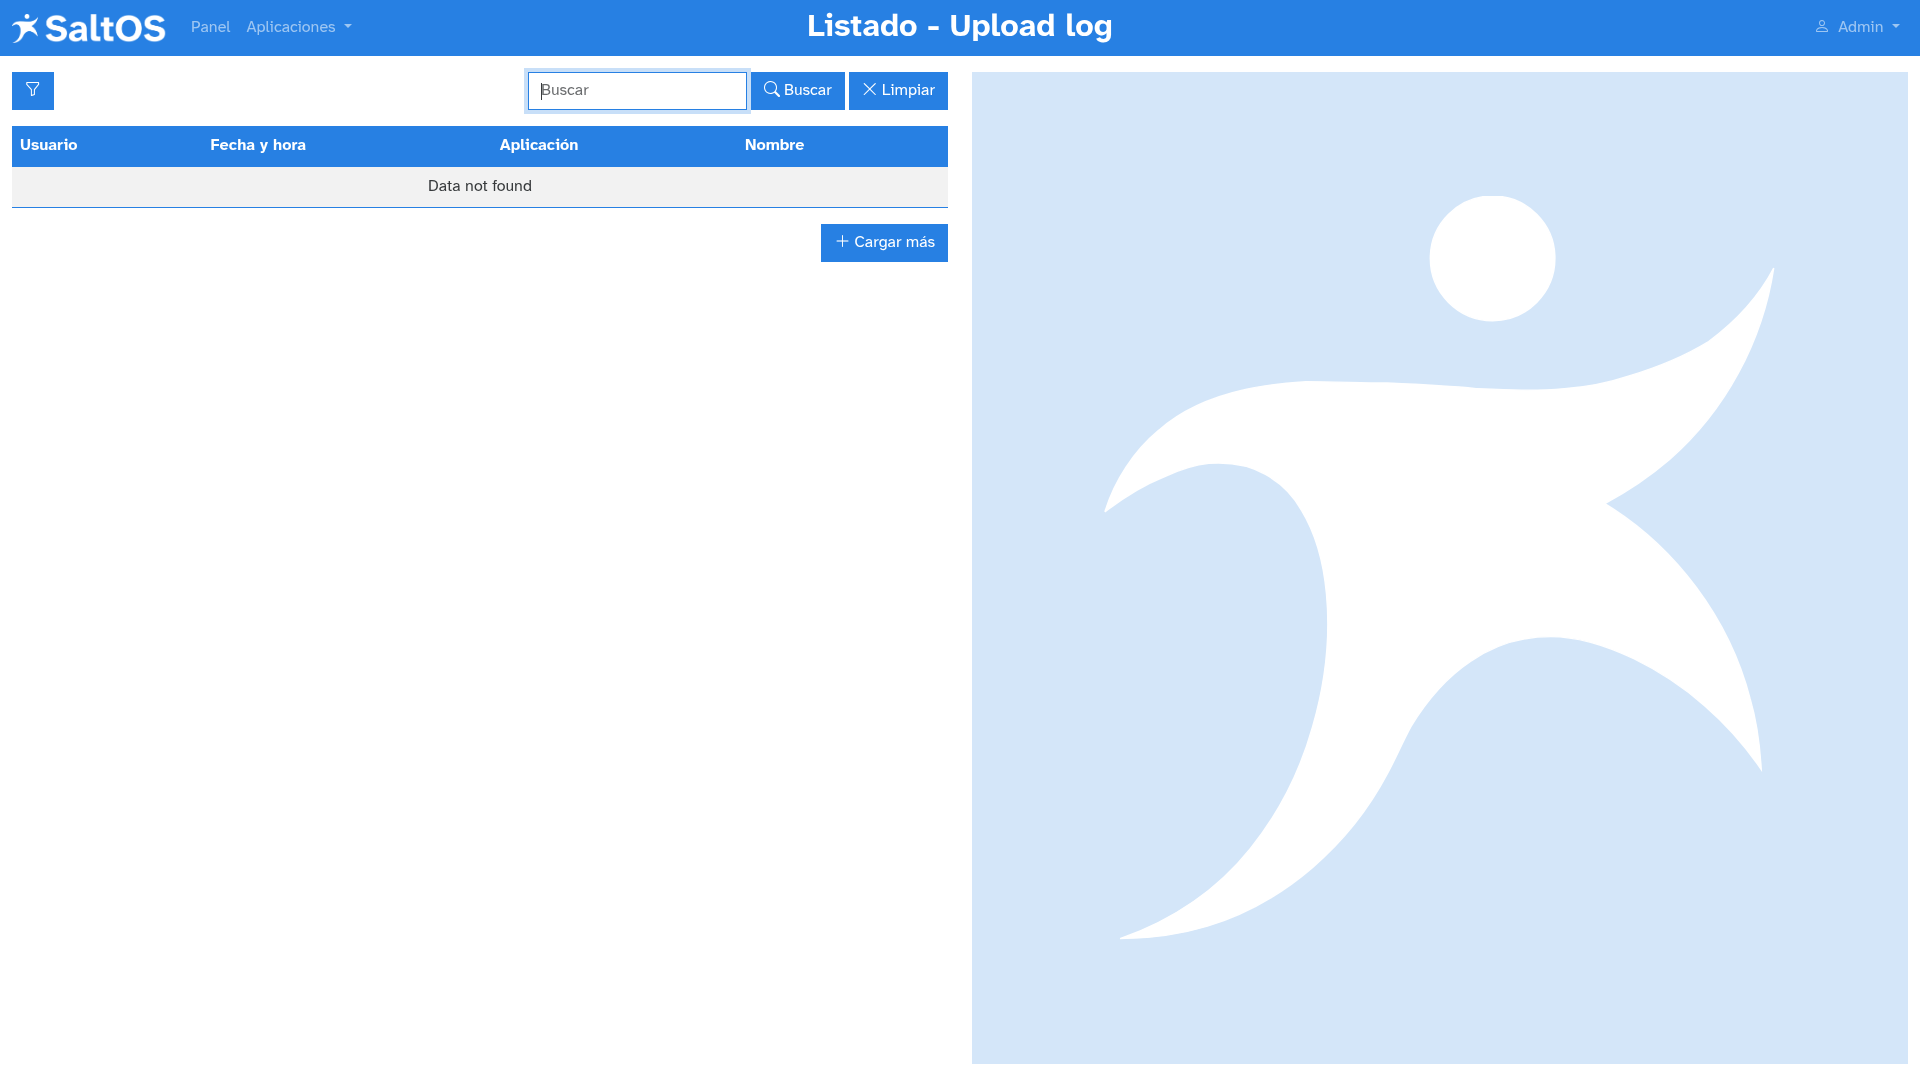 SaltOS
Panel
Aplicaciones
Listado - Upload log
Admin
Buscar
Buscar
Limpiar
Usuario
Fecha y hora
Aplicación
Nombre
Data not found
Cargar más